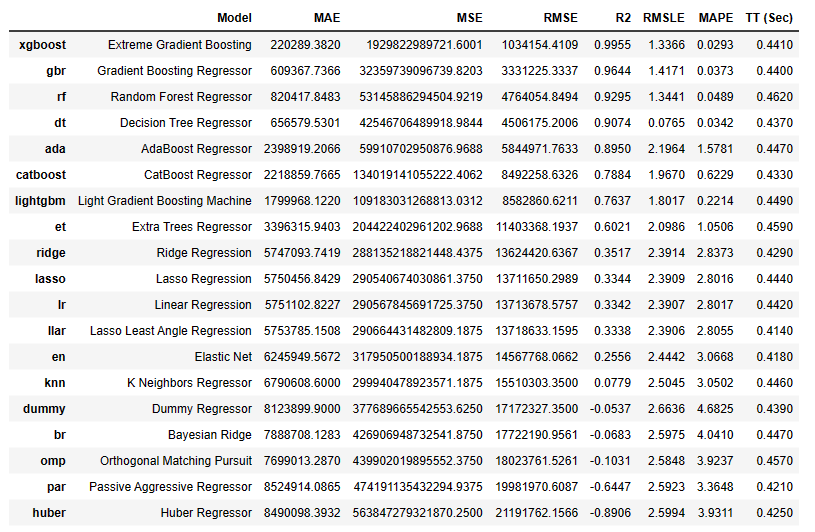 Model MAE MSE RMSE R2 RMSLE MAPE TT (Sec)
xgboost Extreme Gradient Boosting 220289.3820 1929822989721.6001 1034154.4109 0.9955 1.3366 0.0293 0.4410
gbr Gradient Boosting Regressor 609367.7366 32359739096739.8203 3331225.3337 0.9644 1.4171 0.0373 0.4400
rf Random Forest Regressor 820417.8483 53145886294504.9219 4764054.8494 0.9295 1.3441 0.0489 0.4620
dt Decision Tree Regressor 656579.5301 42546706489918.9844 4506175.2006 0.9074 0.0765 0.0342 0.4370
ada AdaBoost Regressor 2398919.2066 59910702950876.9688 5844971.7633 0.8950 2.1964 1.5781 0.4470
catboost CatBoost Regressor 2218859.7665 134019141055222.4062 8492258.6326 0.7884 1.9670 0.6229 0.4330
lightgbm Light Gradient Boosting Machine 1799968.1220 109183031268813.0312 8582860.6211 0.7637 1.8017 0.2214 0.4490
et Extra Trees Regressor 3396315.9403 204422402961202.9688 11403368.1937 0.6021 2.0986 1.0506 0.4590
ridge Ridge Regression 5747093.7419 288135218821448.4375 13624420.6367 0.3517 2.3914 2.8373 0.4290
lasso Lasso Regression 5750456.8429 290540674030861.3750 13711650.2989 0.3344 2.3909 2.8016 0.4440
lr Linear Regression 5751102.8227 290567845691725.3750 13713678.5757 0.3342 2.3907 2.8017 0.4420
llar Lasso Least Angle Regression 5753785.1508 290664431482809.1875 13718633.1595 0.3338 2.3906 2.8055 0.4140
en Elastic Net 6245949.5672 317950500188934.1875 14567768.0662 0.2556 2.4442 3.0668 0.4180
knn K Neighbors Regressor 6790608.6000 299940478923571.1875 15510303.3500 0.0779 2.5045 3.0502 0.4460
dummy Dummy Regressor 8123899.9000 377689665542553.6250 17172327.3500 -0.0537 2.6636 4.6825 0.4390
br Bayesian Ridge 7888708.1283 426906948732541.8750 17722190.9561 -0.0683 2.5975 4.0410 0.4470
omp Orthogonal Matching Pursuit 7699013.2870 439902019895552.3750 18023761.5261 -0.1031 2.5848 3.9237 0.4570
par Passive Aggressive Regressor 8524914.0865 474191135432294.9375 19981970.6087 -0.6447 2.5923 3.3648 0.4210
huber Huber Regressor 8490098.3932 563847279321870.2500 21191762.1566 -0.8906 2.5994 3.9311 0.4250